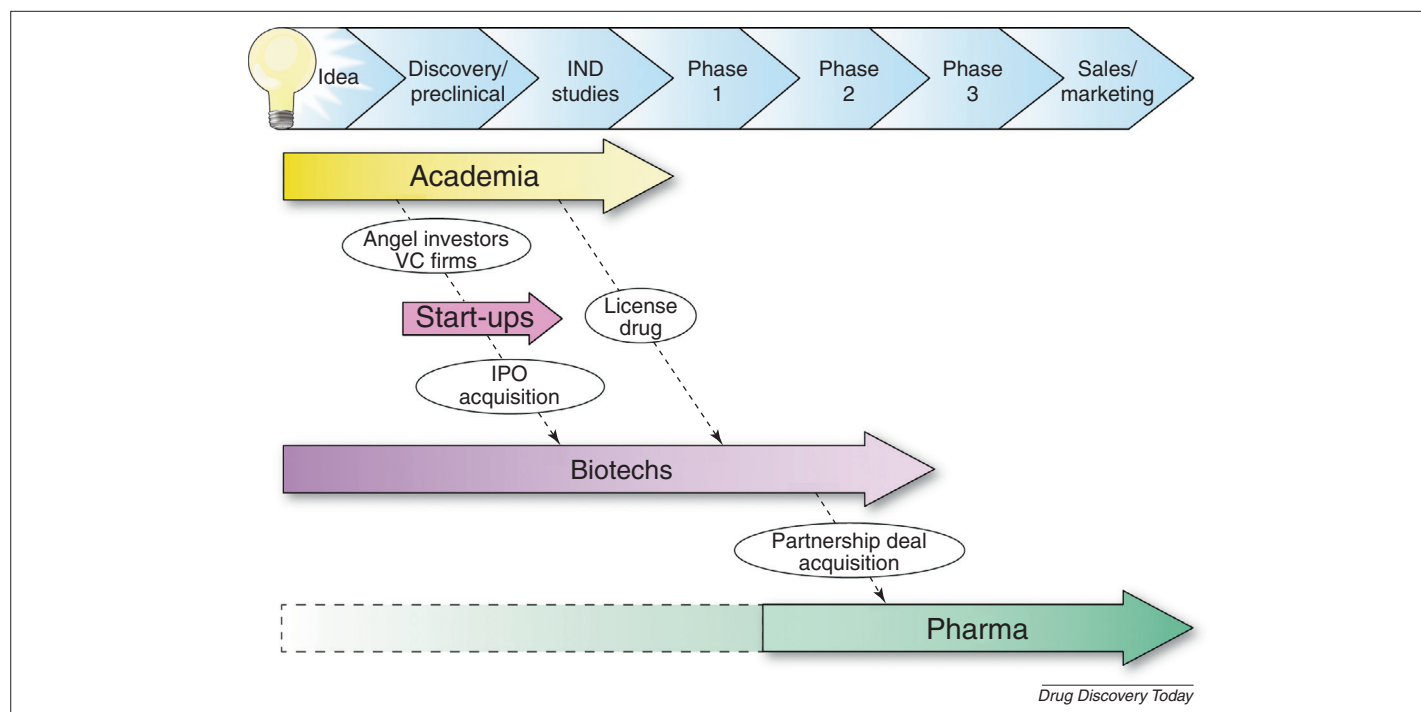 Idea
Discovery/
preclinical
IND
studies
Phase
1
Phase
2
Phase
3
Sales/
marketing
Academia
Angel investors
VC firms
Start-ups
License
drug
IPO
acquisition
Biotechs
Partnership deal
acquisition
Pharma
Drug Discovery Today